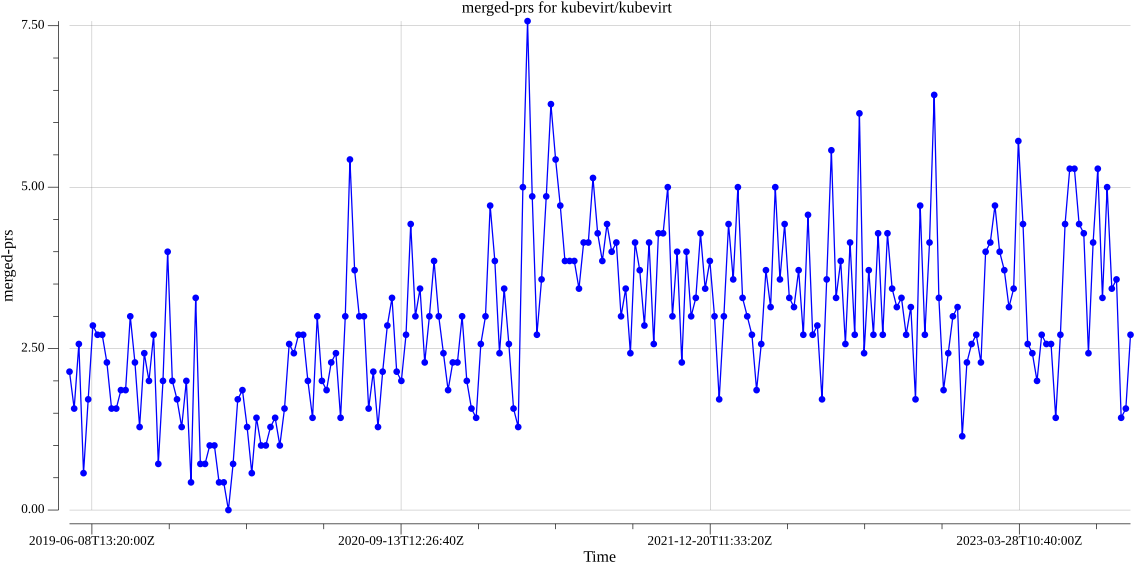 merged-prs for kubevirt/kubevirt
7.50
5.00
2.50
0.00
merged-prs
2019-06-08T13:20:00Z
2020-09-13T12:26:40Z
2021-12-20T11:33:20Z
2023-03-28T10:40:00Z
Time